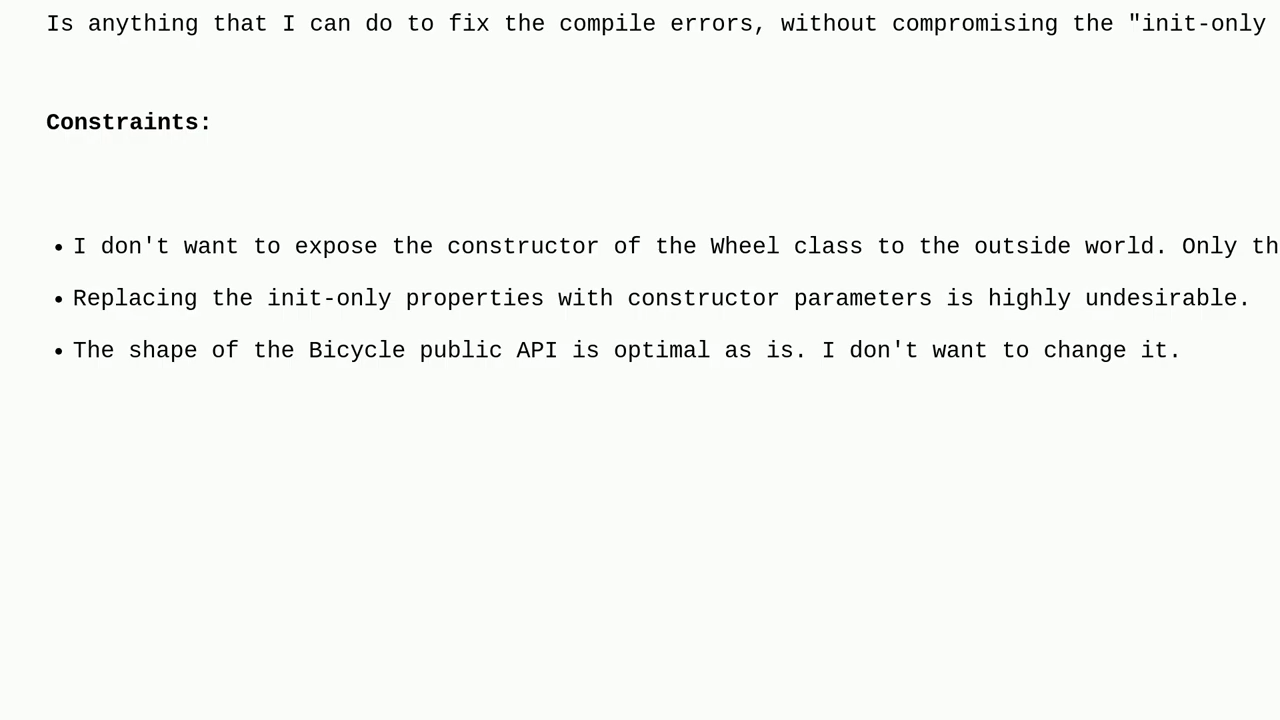 Is anything that I can do to fix the compile errors, without compromising the "init-only
Constraints:
• I don't want to expose the constructor of the Wheel class to the outside world. Only th
• Replacing the init-only properties with constructor parameters is highly undesirable.
• The shape of the Bicycle public API is optimal as is. I don't want to change it.